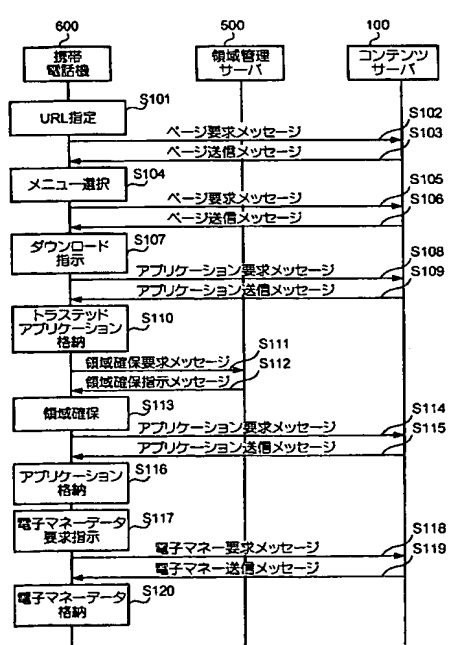 600
500
100
携帯
電話機
領域管理
サーバ
コンテンツ
サーバ
URL指定
S101
ページ要求メッセージ
S102
ページ送信メッセージ
S103
メニュー選択
S104
ページ要求メッセージ
S105
ページ送信メッセージ
S106
ダウンロード
指示
S107
アプリケーション要求メッセージ
S108
アプリケーション送信メッセージ
S109
トラステッド
アプリケーション
格納
S110
領域確保要求メッセージ
S111
領域確保指示メッセージ
S112
領域確保
S113
アプリケーション要求メッセージ
S114
アプリケーション送信メッセージ
S115
アプリケーション
格納
S116
電子マネーデータ
要求指示
S117
電子マネー要求メッセージ
S118
電子マネー送信メッセージ
S119
電子マネーデータ
格納
S120